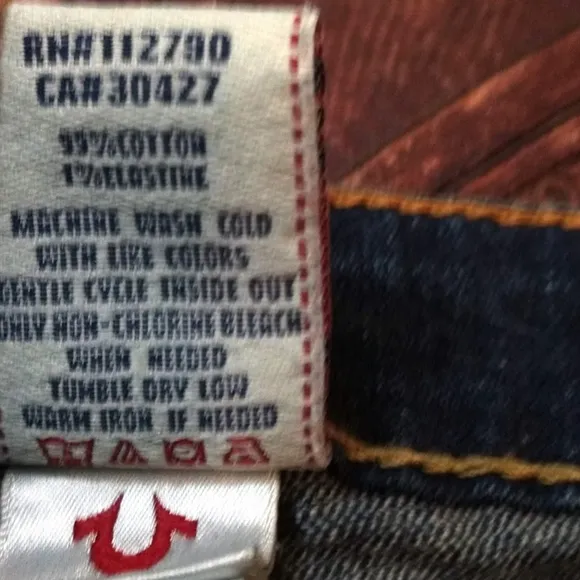 RN#112790
CA#30427
99%COTTON
1%ELASTINE
MACHINE WASH COLD
WITH LIKE COLORS
GENTLE CYCLE INSIDE OUT
ONLY NON-CHLORINE BLEACH
WHEN NEEDED
TUMBLE DRY LOW
WARM IRON IF NEEDED